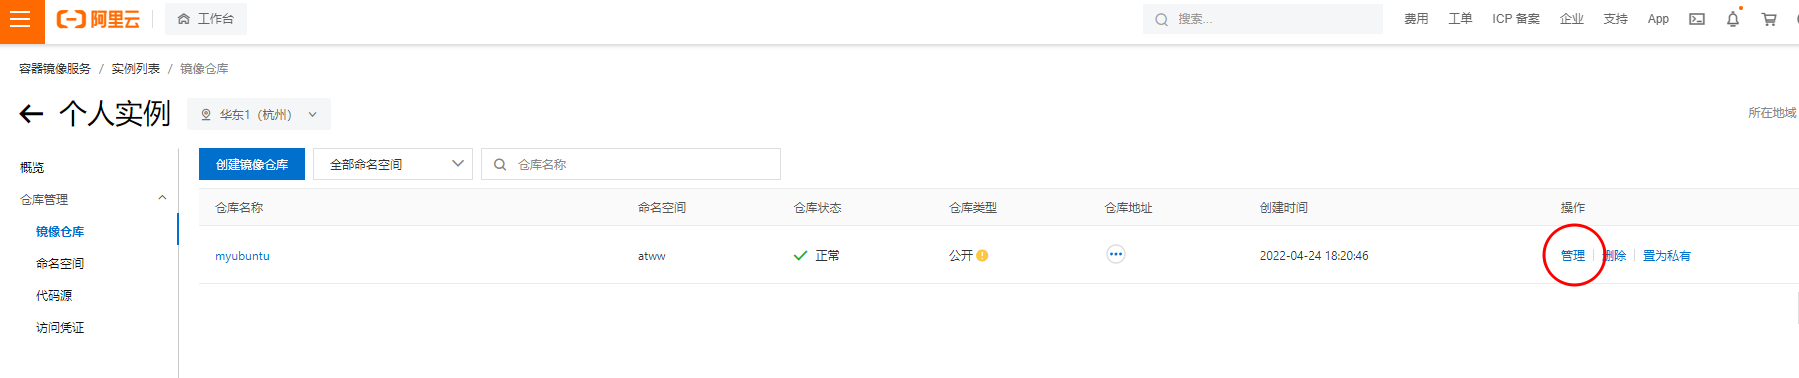 阿里云 工作台 搜索... 费用 工单 ICP 备案 企业 支持 App
容器镜像服务 / 实例列表 / 镜像仓库
个人实例 华东1（杭州） 所在地域
概览
仓库管理
镜像仓库
命名空间
代码源
访问凭证
创建镜像仓库 全部命名空间 仓库名称
仓库名称 命名空间 仓库状态 仓库类型 仓库地址 创建时间 操作
myubuntu atww 正常 公开 2022-04-24 18:20:46 管理 删除 置为私有